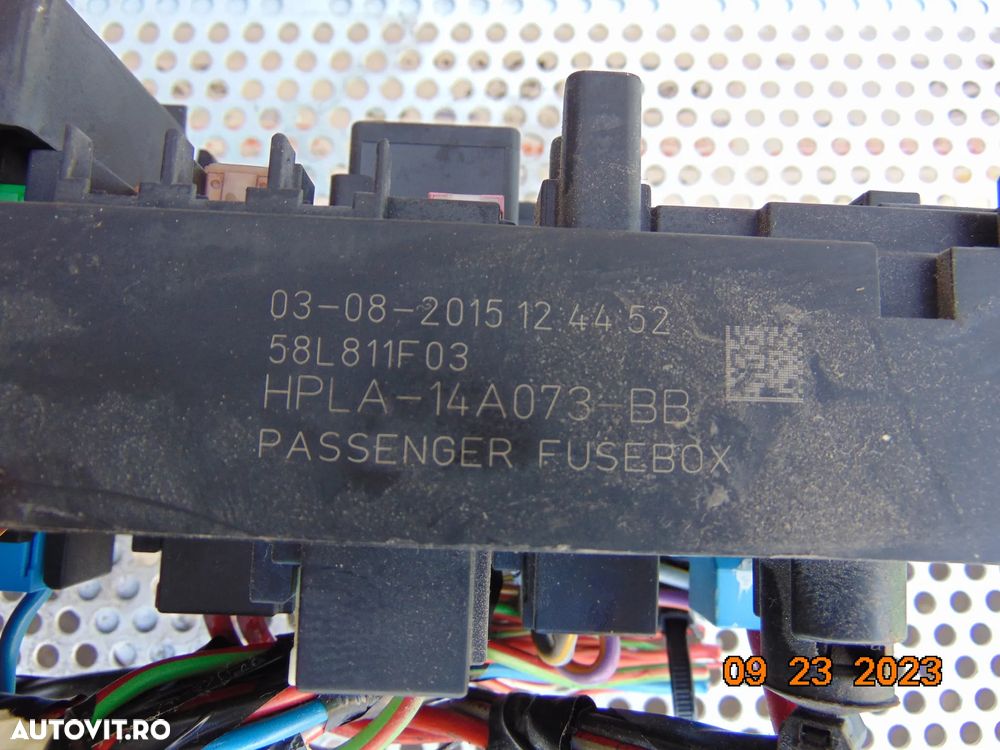 03-08-2015 12 44 52
58L811F03
HPLA-14A073-BB
PASSENGER FUSEBOX
09 23 2023
AUTOVIT.RO